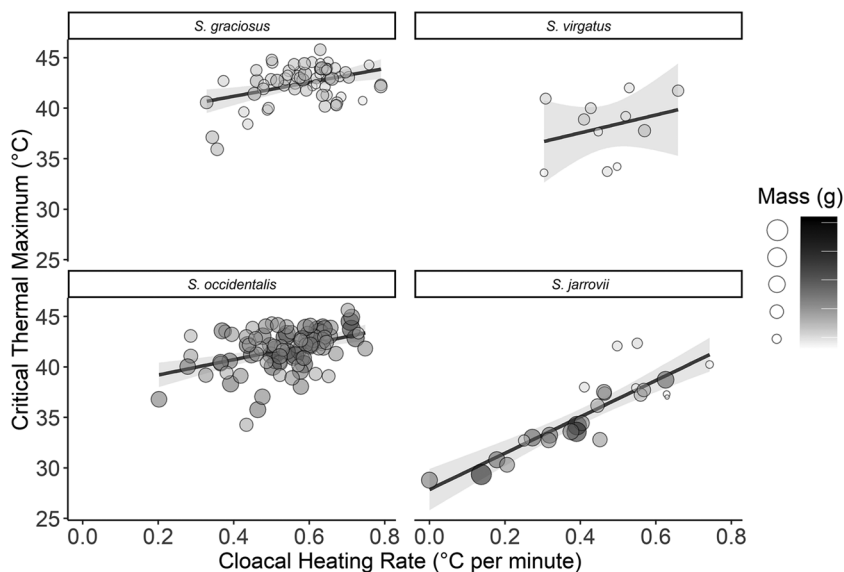 S. graciosus
S. virgatus
45
40
35
30
25
Critical Thermal Maximum (°C)
Mass (g)
S. occidentalis
S. jarrovii
45
40
35
30
25
0.0 0.2 0.4 0.6 0.8 0.0 0.2 0.4 0.6 0.8
Cloacal Heating Rate (°C per minute)